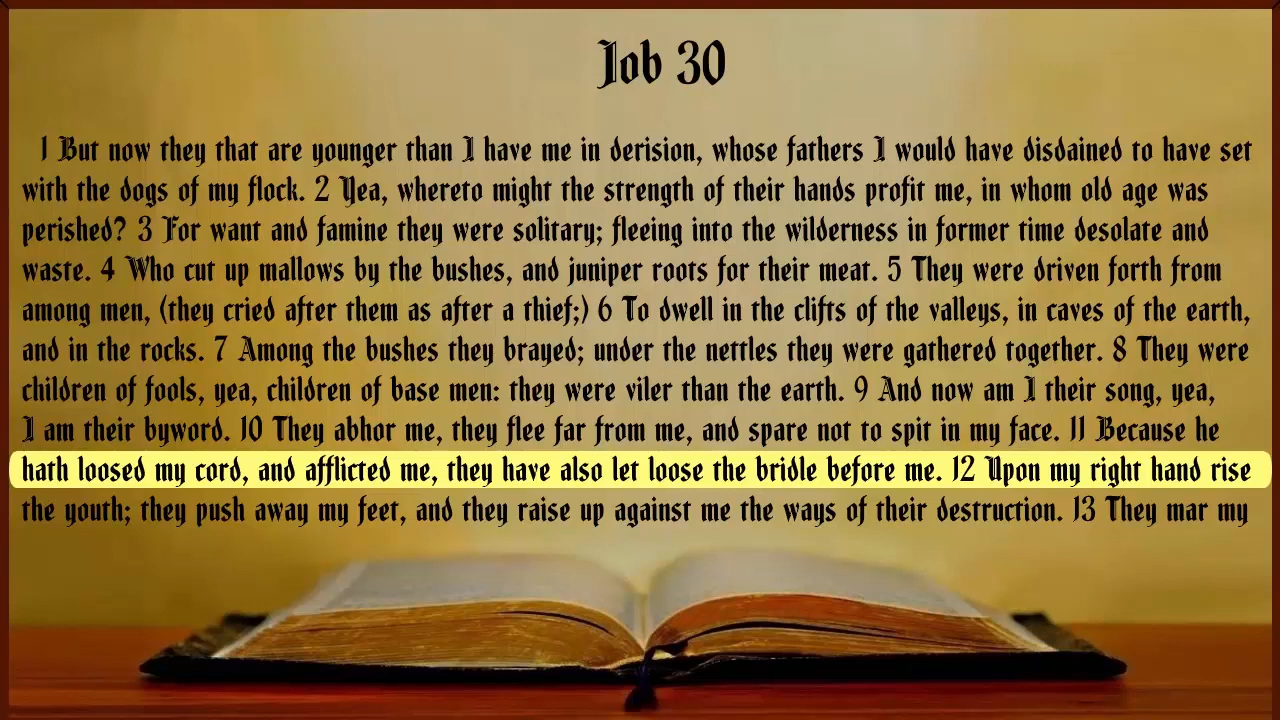 Job 30
1 But now they that are younger than I have me in derision, whose fathers I would have disdained to have set
with the dogs of my flock. 2 Yea, whereto might the strength of their hands profit me, in whom old age was
perished? 3 For want and famine they were solitary; fleeing into the wilderness in former time desolate and
waste. 4 Who cut up mallows by the bushes, and juniper roots for their meat. 5 They were driven forth from
among men, (they cried after them as after a thief;) 6 To dwell in the clifts of the valleys, in caves of the earth,
and in the rocks. 7 Among the bushes they brayed; under the nettles they were gathered together. 8 They were
children of fools, yea, children of base men: they were viler than the earth. 9 And now am I their song, yea,
I am their byword. 10 They abhor me, they flee far from me, and spare not to spit in my face. 11 Because he
hath loosed my cord, and afflicted me, they have also let loose the bridle before me. 12 Upon my right hand rise
the youth; they push away my feet, and they raise up against me the ways of their destruction. 13 They mar my